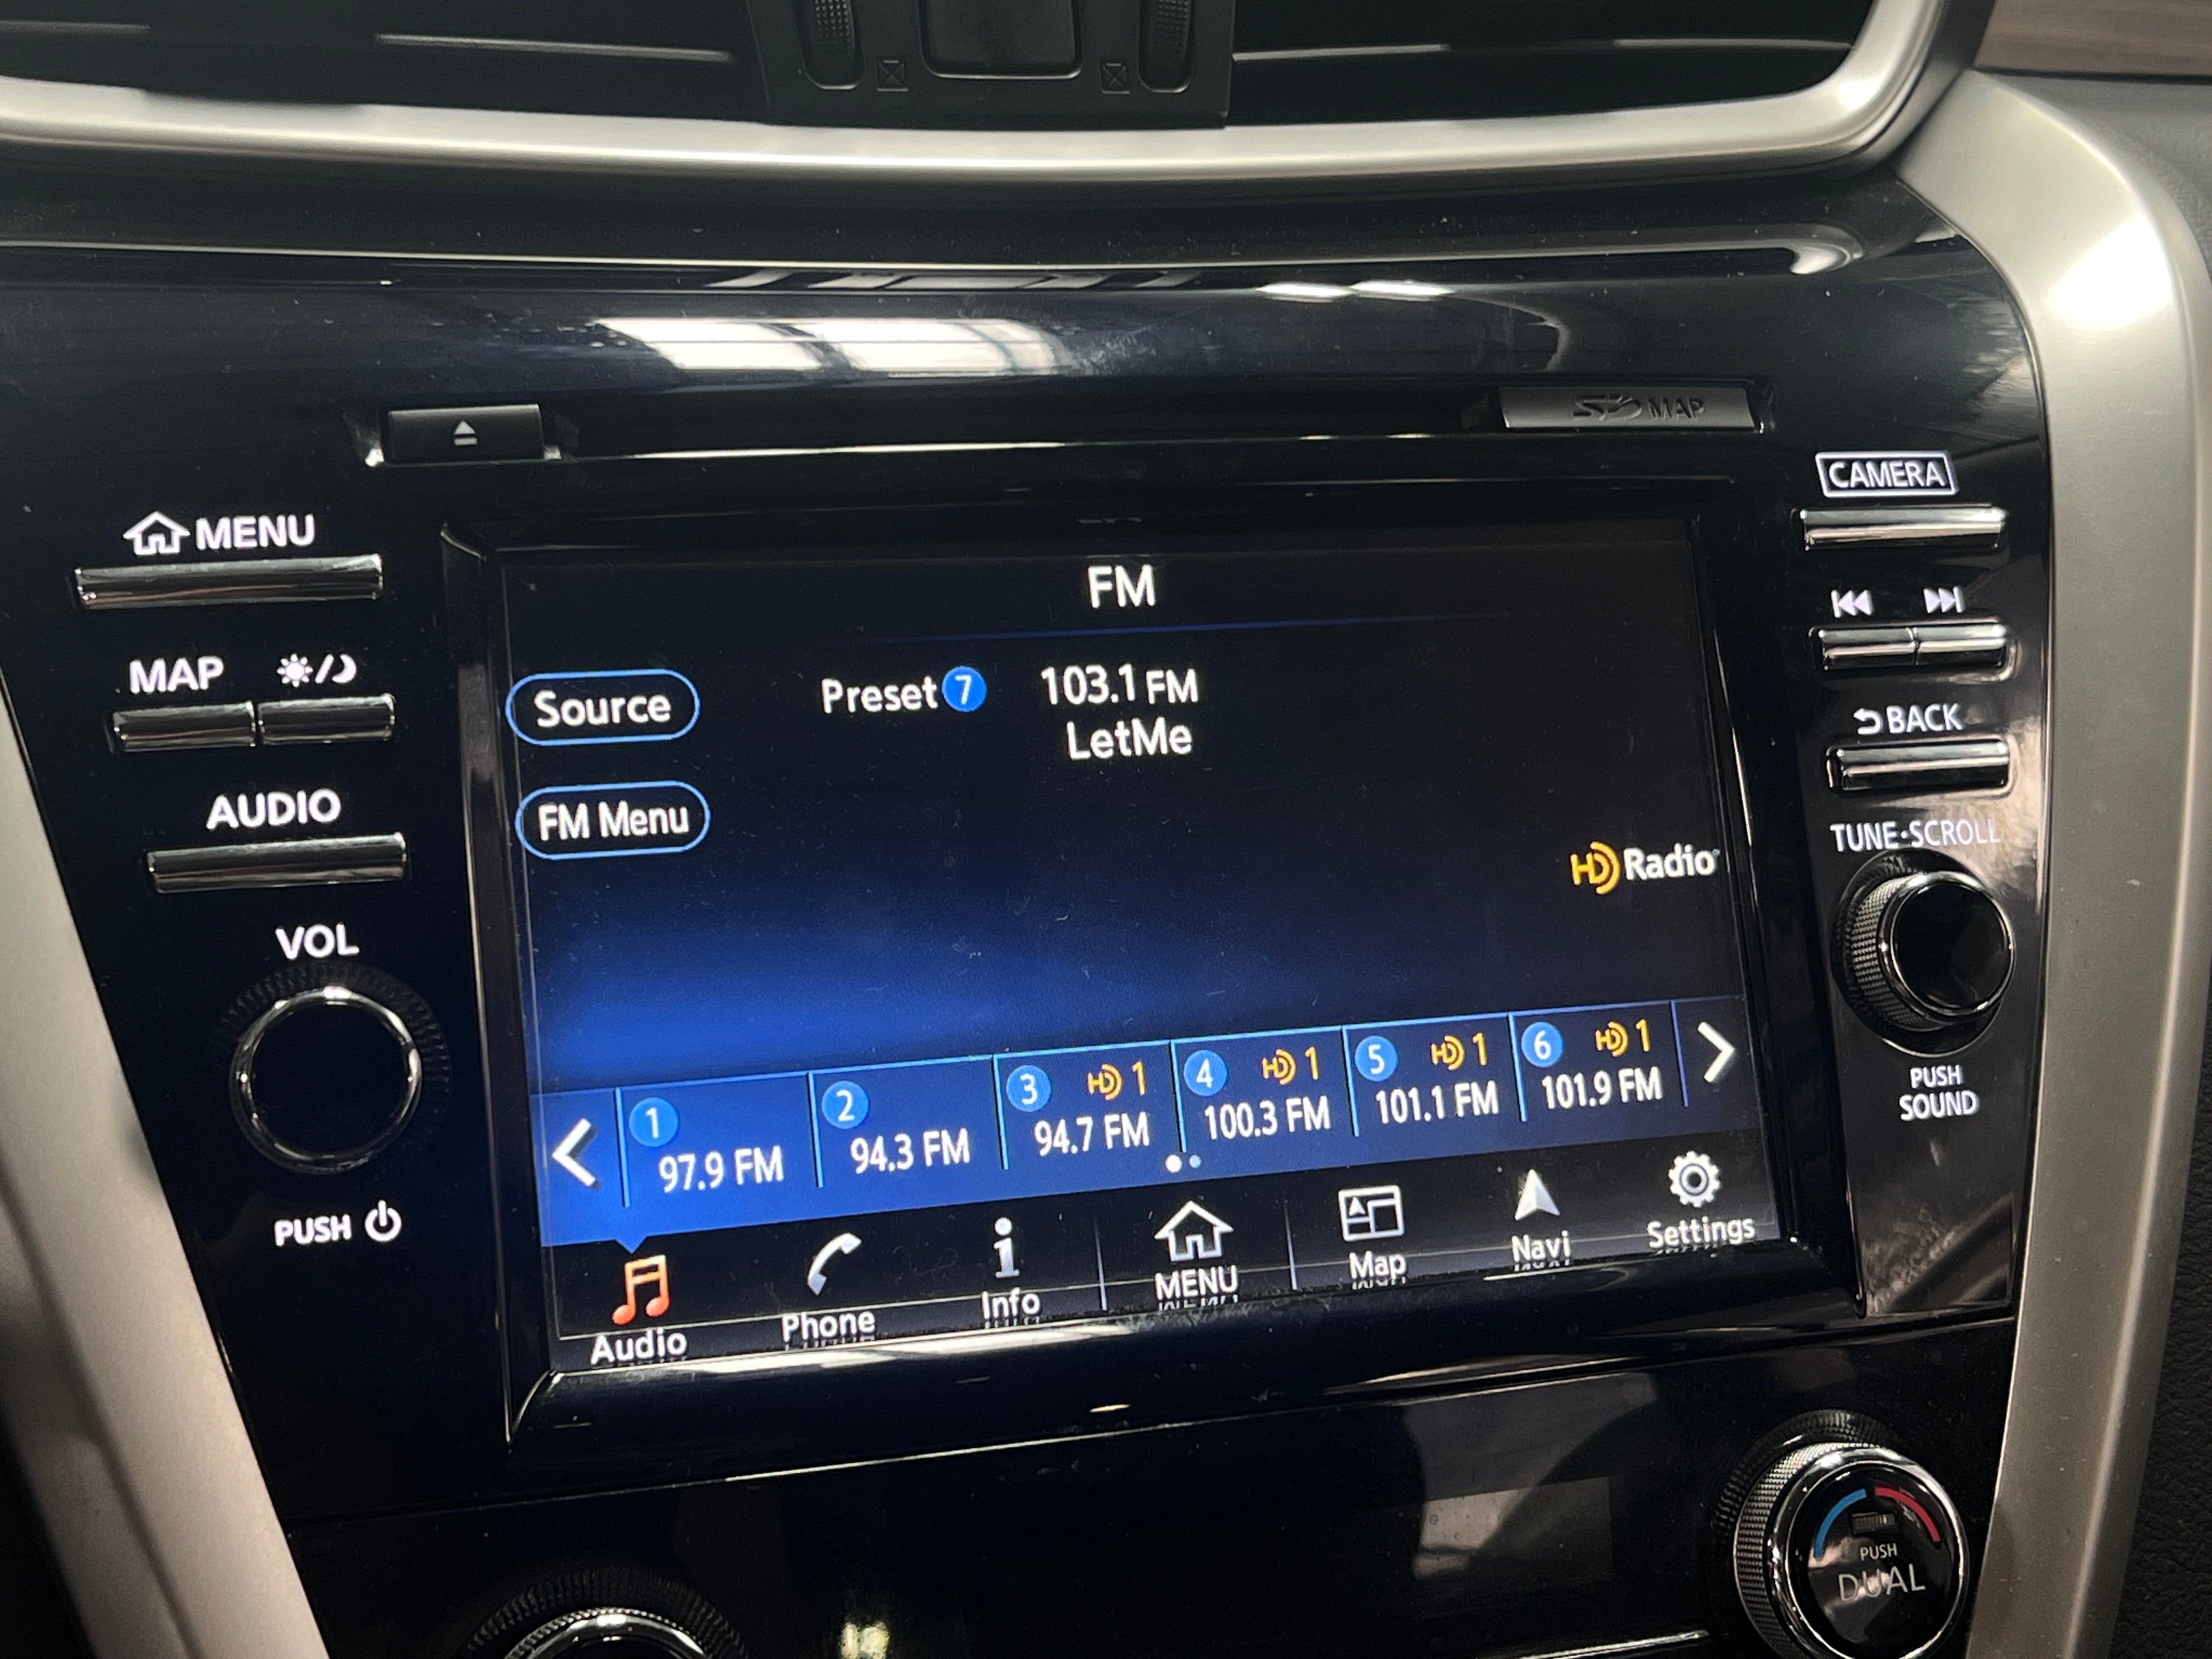 MAP
CAMERA
MENU
FM
MAP
Source
Preset 7 103.1 FM
LetMe
BACK
AUDIO
FM Menu
TUNE·SCROLL
HD Radio
VOL
1 97.9 FM
2 94.3 FM
3 HD 1 94.7 FM
4 HD 1 100.3 FM
5 HD 1 101.1 FM
6 HD 1 101.9 FM
PUSH
SOUND
PUSH
Audio
Phone
Info
MENU
Map
Navi
Settings
PUSH
DUAL